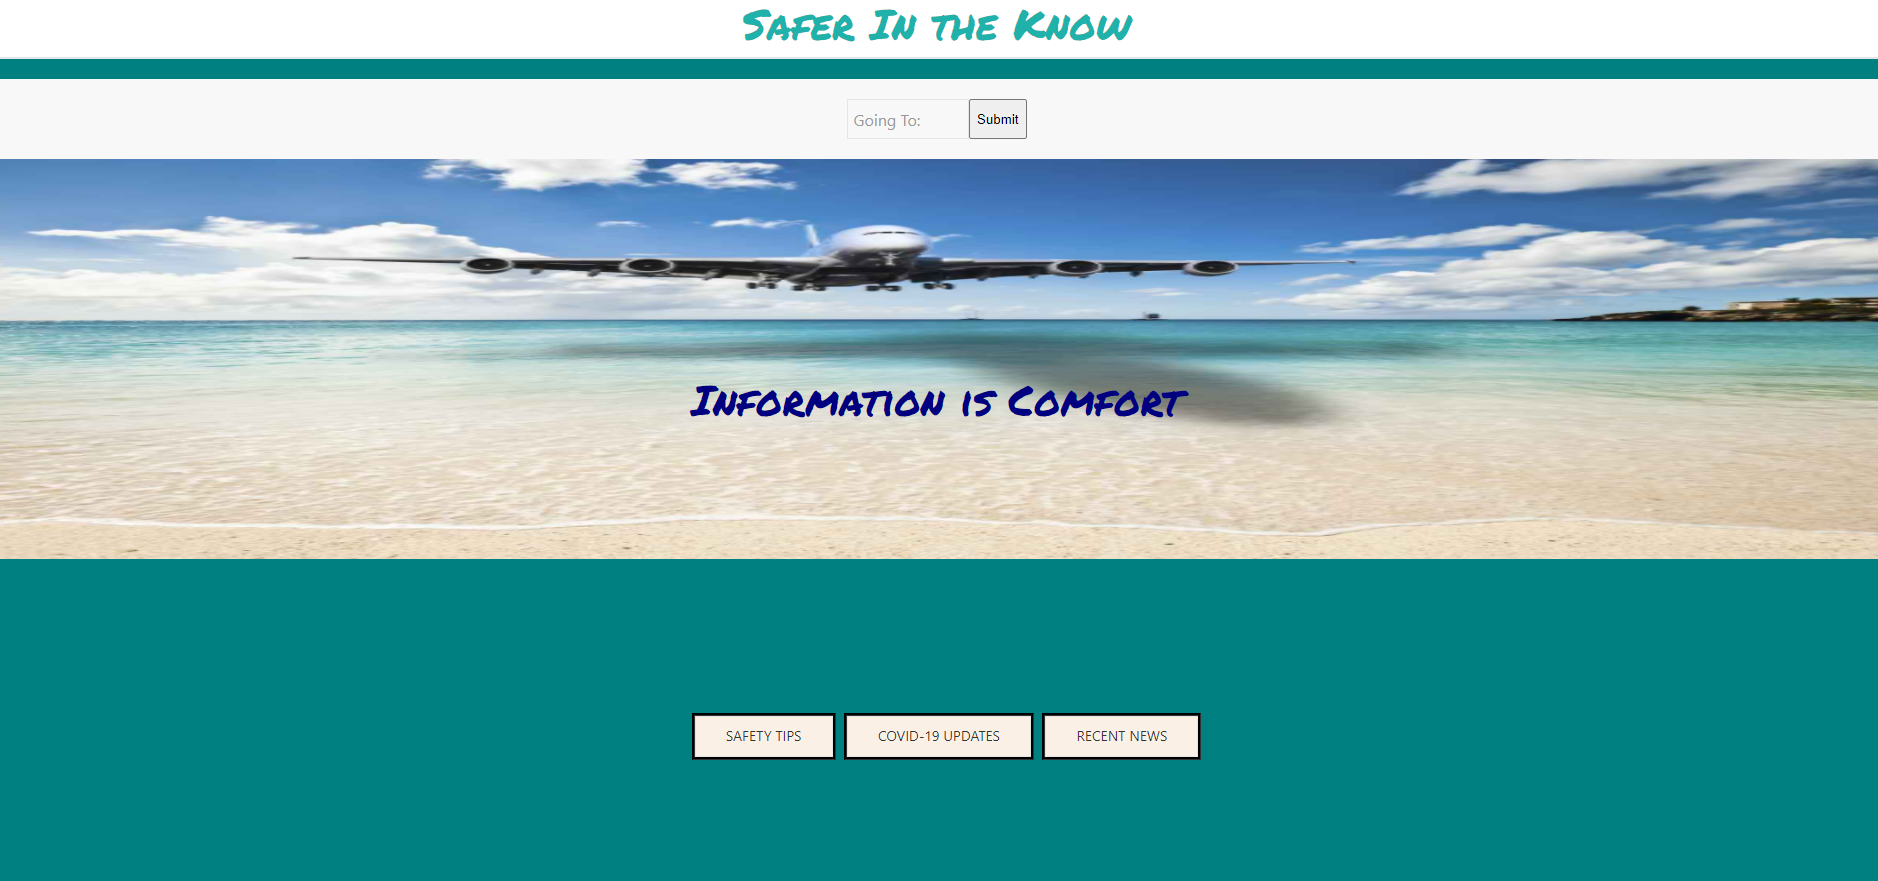 Safer In the Know
Going To: Submit
Information is Comfort
SAFETY TIPS COVID-19 UPDATES RECENT NEWS